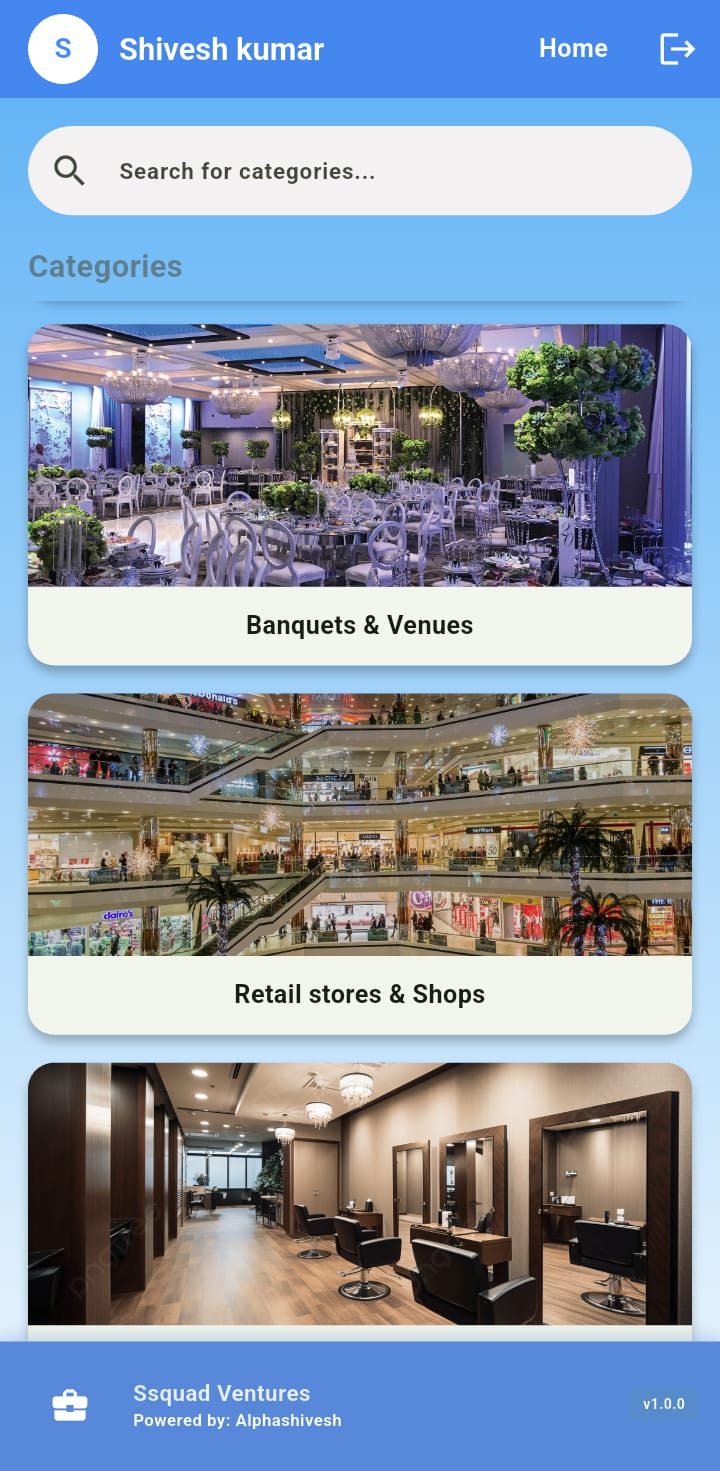 S
Shivesh kumar
Home
Search for categories...
Categories
Banquets & Venues
claire's
Retail stores & Shops
Ssquad Ventures
Powered by: Alphashivesh
v1.0.0